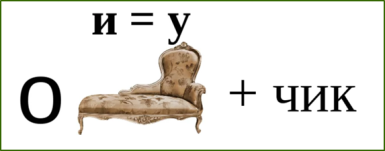 и = у
О + чик